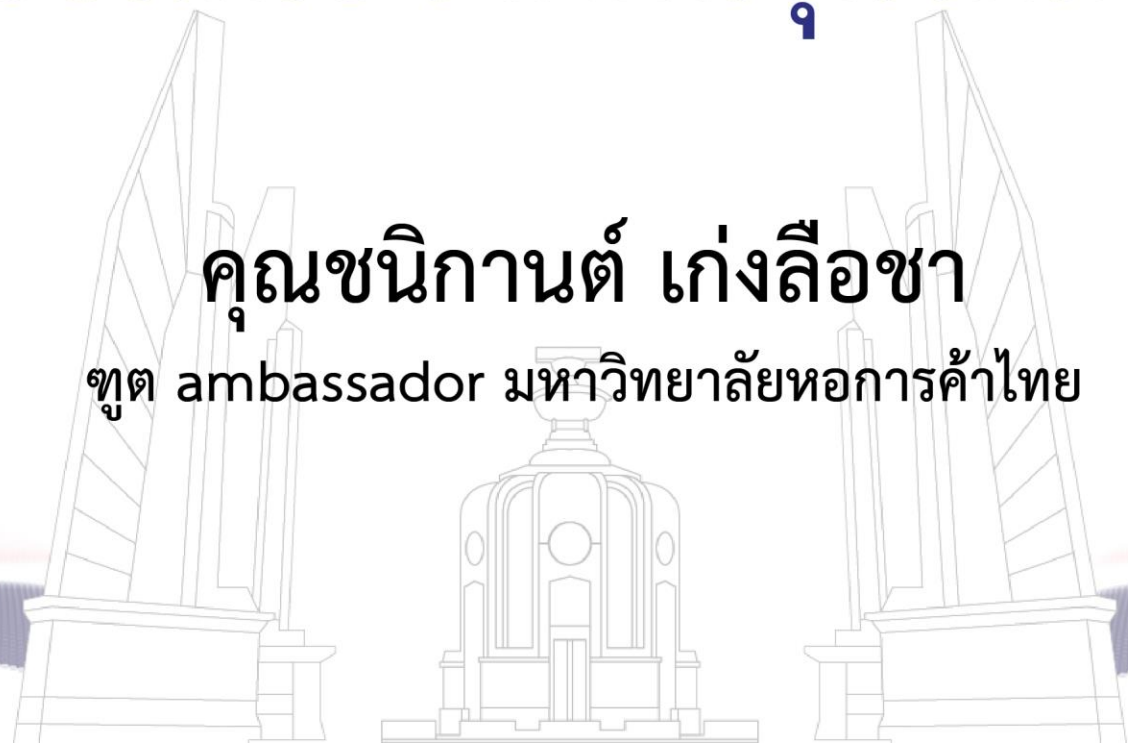 คุณชนิกานต์ เก่งลือชา
ฑูต ambassador มหาวิทยาลัยหอการค้าไทย